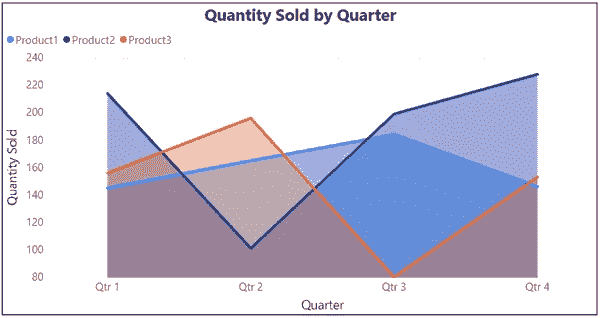 Quantity Sold by Quarter
Product1 Product2 Product3
240
220
200
180
160
140
120
100
80
Quantity Sold
Qtr 1 Qtr 2 Qtr 3 Qtr 4
Quarter